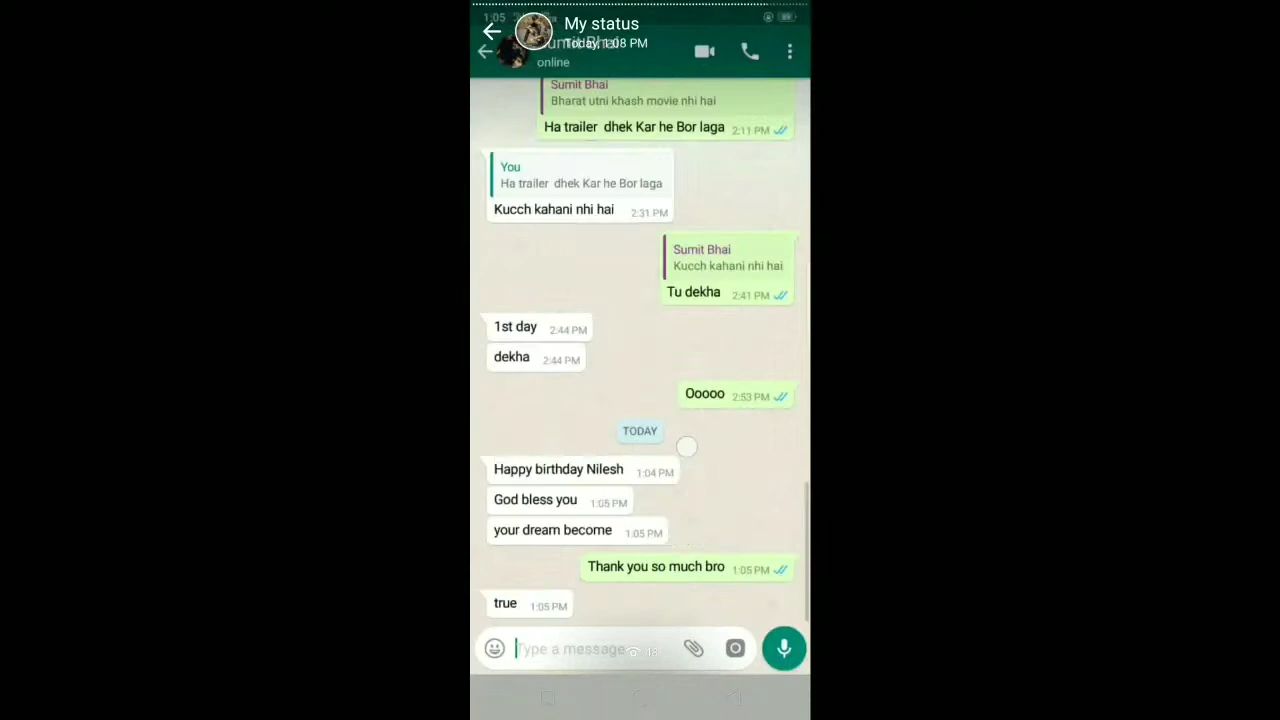 1:05
My status
Sumit Bhai
Today, 1:08 PM
online
Sumit Bhai
Bharat utni khash movie nhi hai
Ha trailer dhek Kar he Bor laga 2:11 PM
You
Ha trailer dhek Kar he Bor laga
Kucch kahani nhi hai 2:31 PM
Sumit Bhai
Kucch kahani nhi hai
Tu dekha 2:41 PM
1st day 2:44 PM
dekha 2:44 PM
Ooooo 2:53 PM
TODAY
Happy birthday Nilesh 1:04 PM
God bless you 1:05 PM
your dream become 1:05 PM
Thank you so much bro 1:05 PM
true 1:05 PM
Type a message